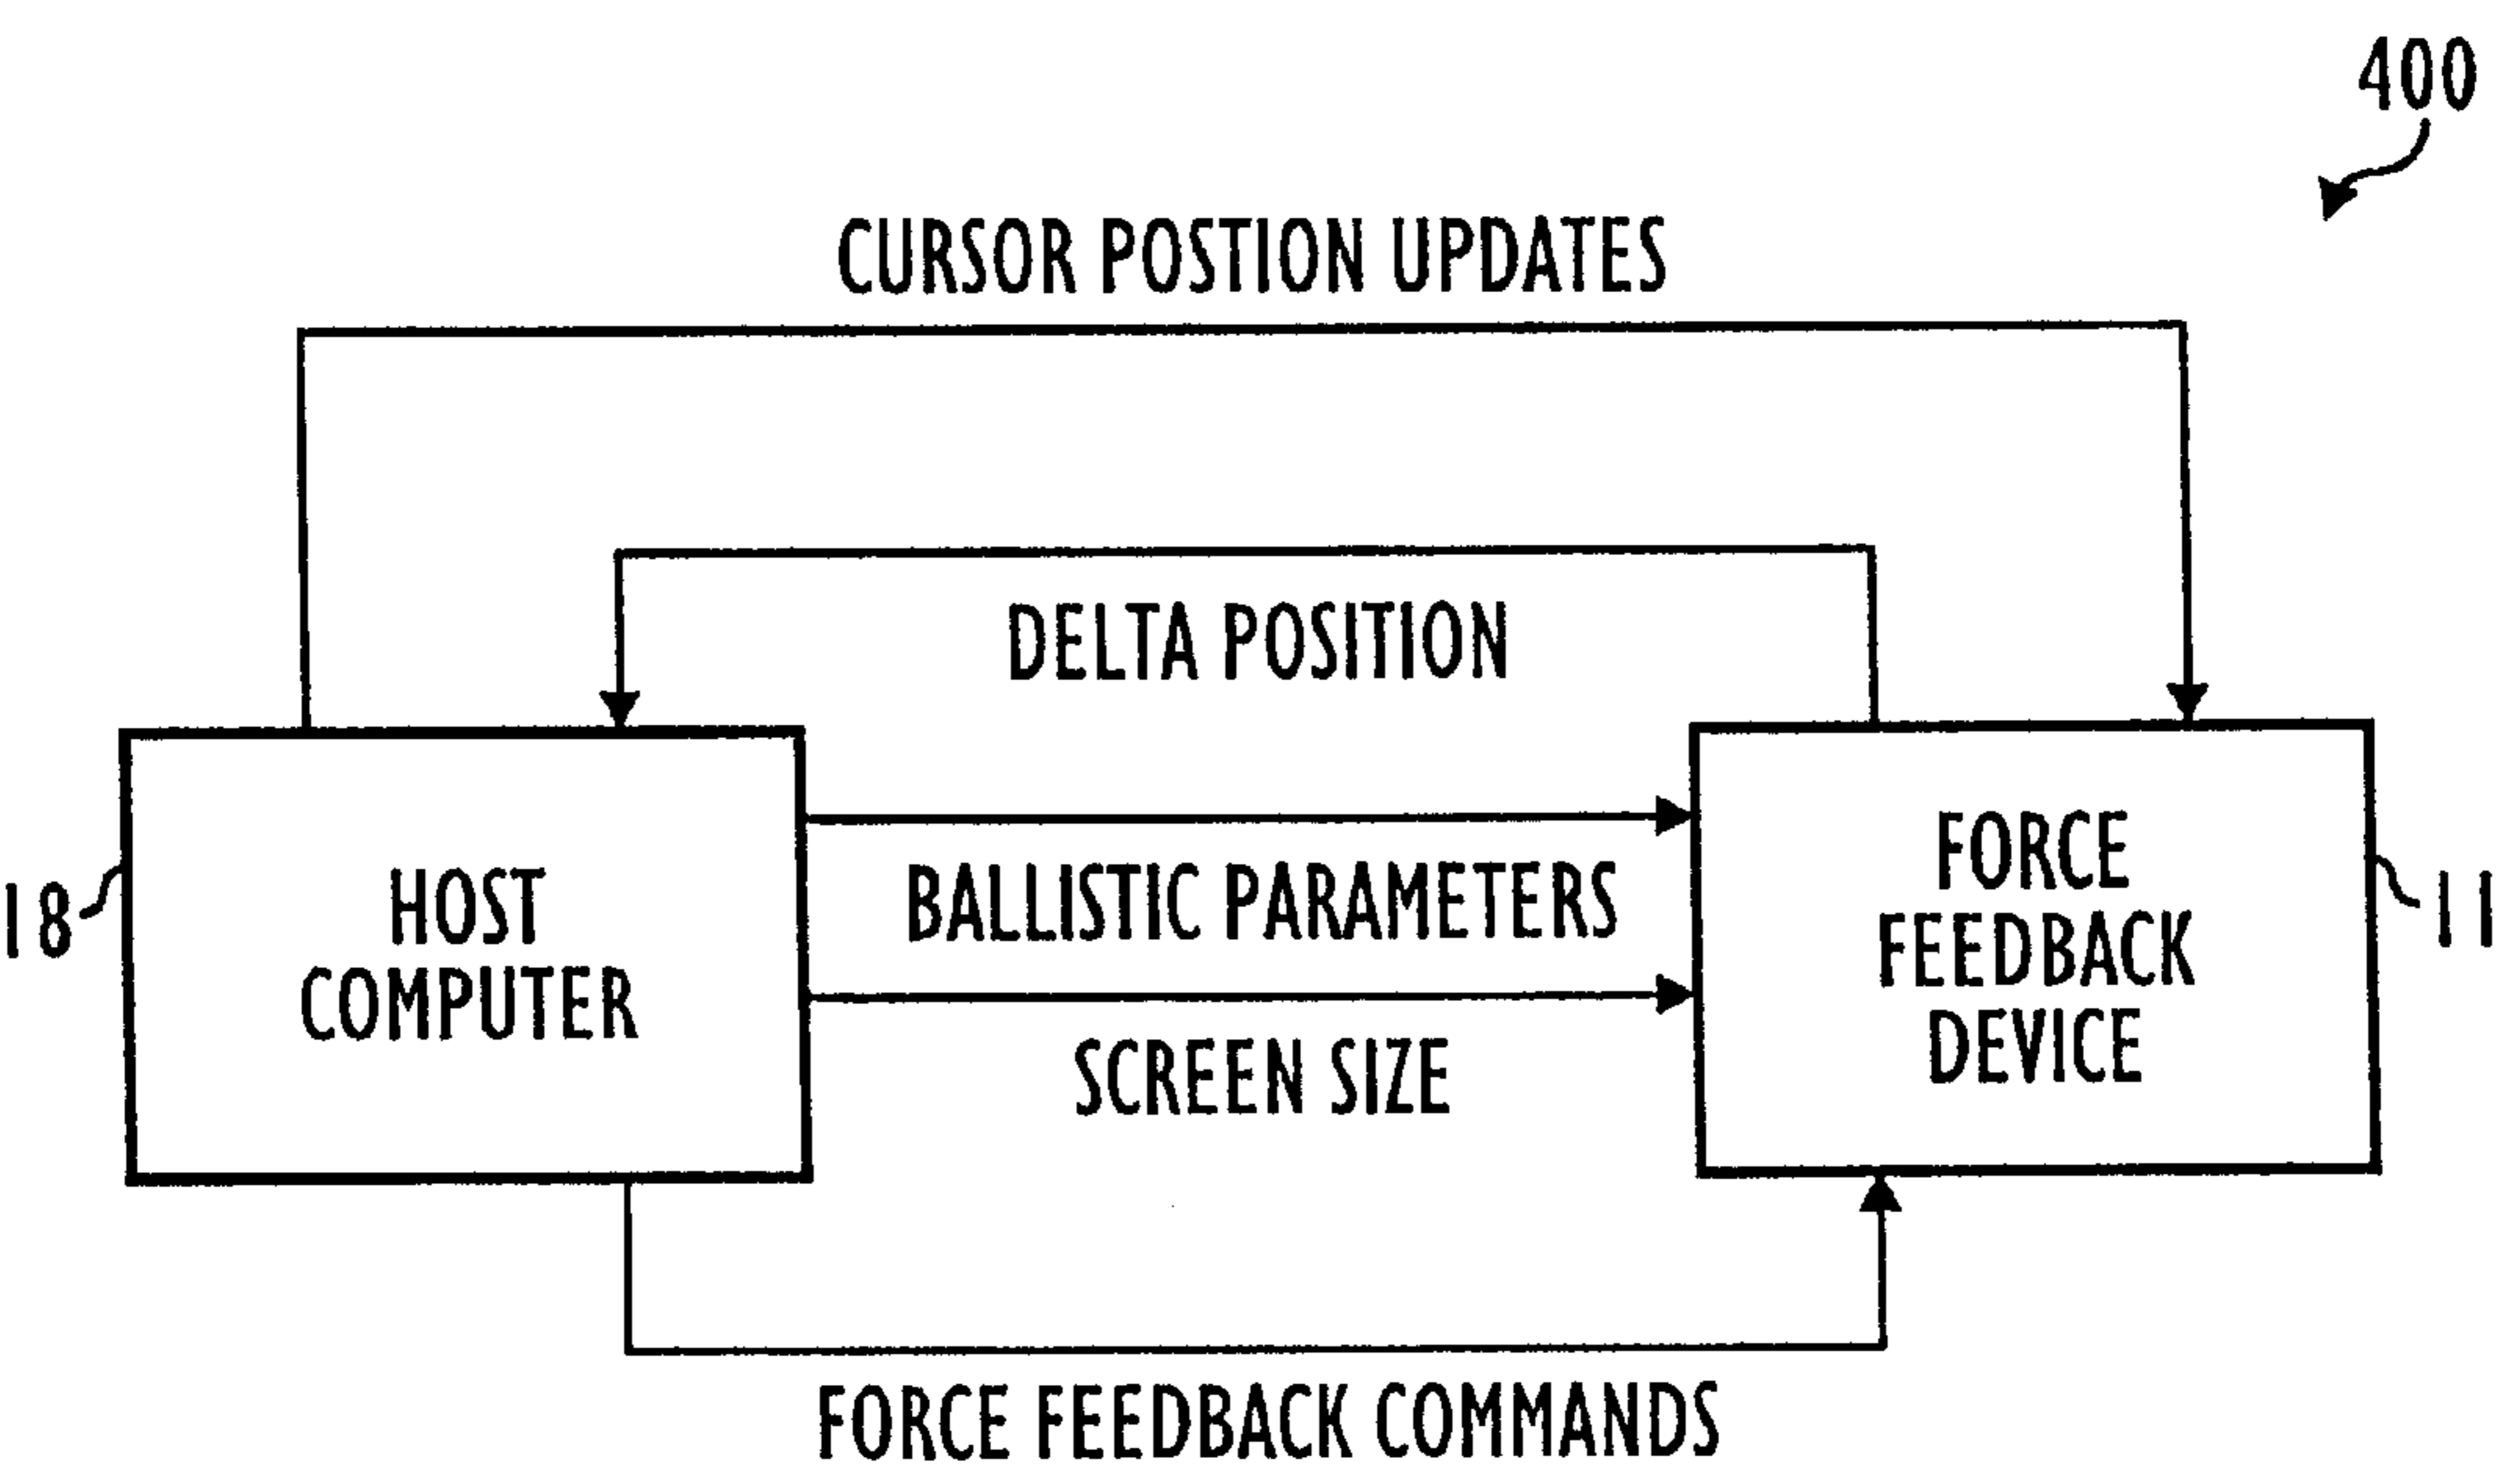 400
CURSOR POSTION UPDATES
DELTA POSITION
BALLISTIC PARAMETERS
SCREEN SIZE
18
HOST
COMPUTER
FORCE
FEEDBACK
DEVICE
11
FORCE FEEDBACK COMMANDS